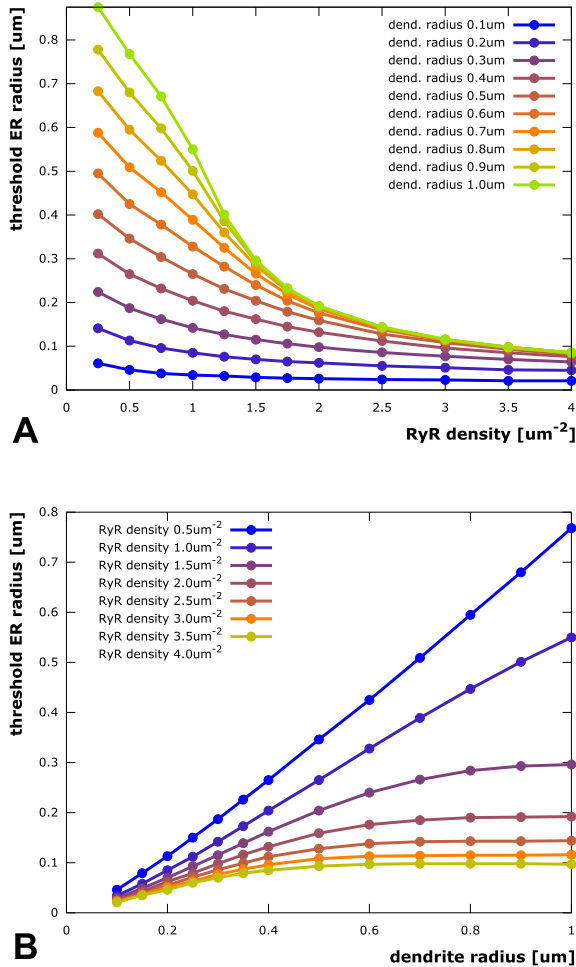 threshold ER radius [um]
0.8
0.7
0.6
0.5
0.4
0.3
0.2
0.1
0
dend. radius 0.1um
dend. radius 0.2um
dend. radius 0.3um
dend. radius 0.4um
dend. radius 0.5um
dend. radius 0.6um
dend. radius 0.7um
dend. radius 0.8um
dend. radius 0.9um
dend. radius 1.0um
0 0.5 1 1.5 2 2.5 3 3.5 4
A
RyR density [um⁻²]
threshold ER radius [um]
0.8
0.7
0.6
0.5
0.4
0.3
0.2
0.1
0
RyR density 0.5um⁻²
RyR density 1.0um⁻²
RyR density 1.5um⁻²
RyR density 2.0um⁻²
RyR density 2.5um⁻²
RyR density 3.0um⁻²
RyR density 3.5um⁻²
RyR density 4.0um⁻²
0 0.2 0.4 0.6 0.8 1
B
dendrite radius [um]